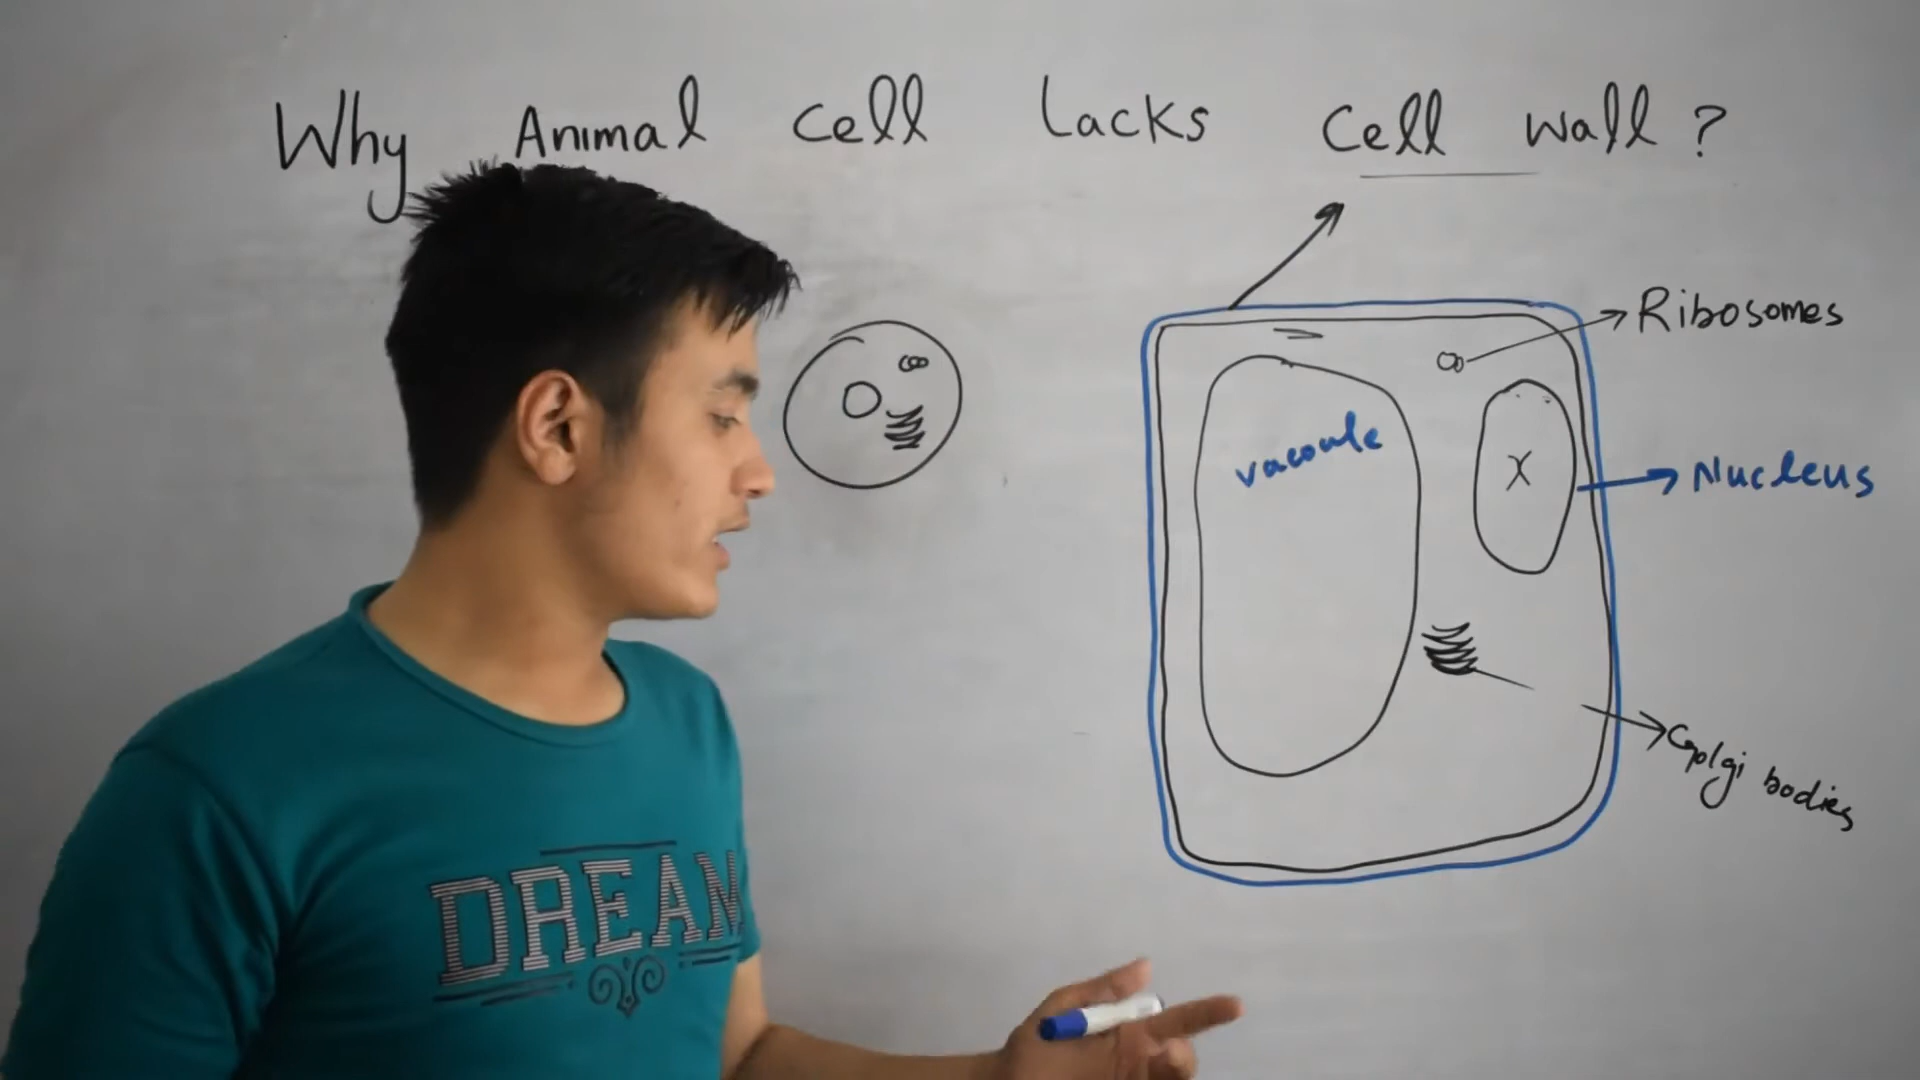 Why Animal cell Lacks Cell wall ?
Ribosomes
vacoule
X
Nucleus
Golgi bodies
DREAM